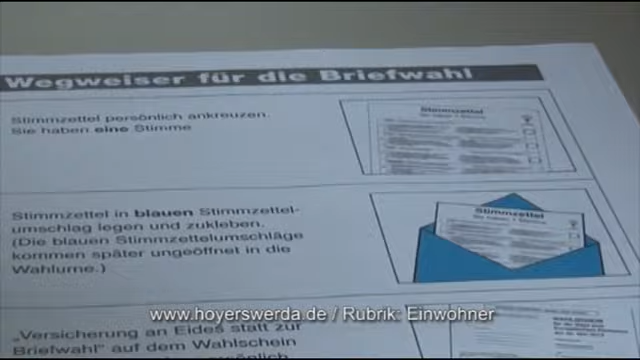 Wegweiser für die Briefwahl
Stimmzettel persönlich ankreuzen.
Sie haben eine Stimme
Stimmzettel
Stimmzettel in blauen Stimmzettel-
umschlag legen und zukleben.
(Die blauen Stimmzettelumschläge
kommen später ungeöffnet in die
Wahlurne.)
Stimmzettel
www.hoyerswerda.de / Rubrik: Einwohner
„Versicherung an Eides statt zur
Briefwahl" auf dem Wahlschein